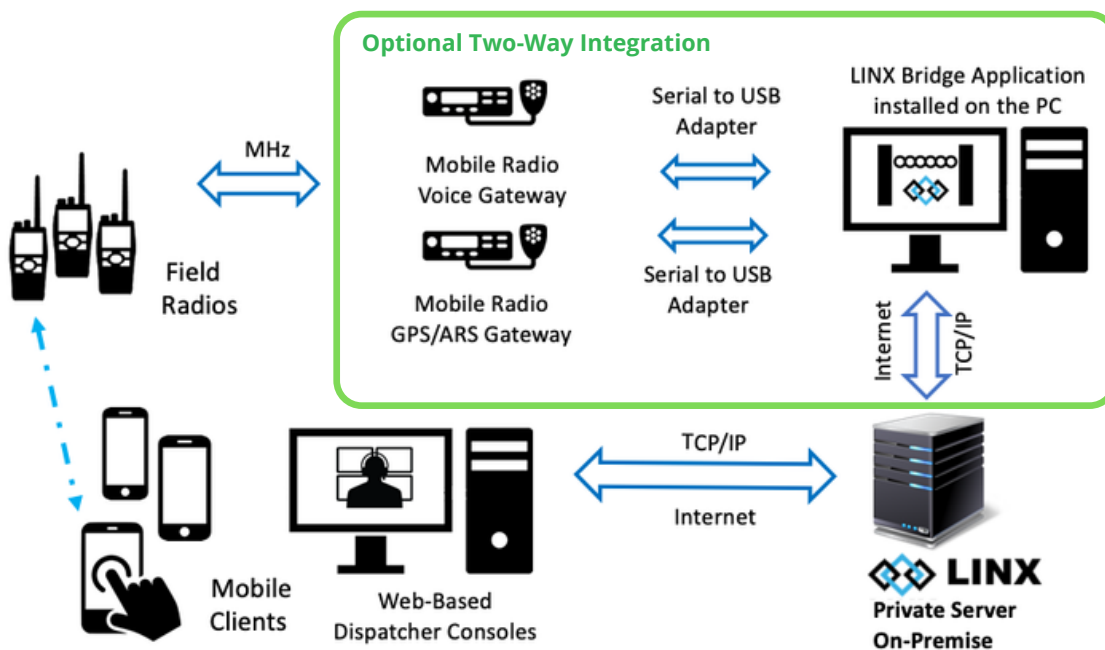 Optional Two-Way Integration
LINX Bridge Application
installed on the PC
Serial to USB
Adapter
MHz
Mobile Radio
Voice Gateway
Field
Radios
Serial to USB
Adapter
Mobile Radio
GPS/ARS Gateway
Internet
TCP/IP
TCP/IP
Internet
Mobile
Clients
Web-Based
Dispatcher Consoles
LINX
Private Server
On-Premise